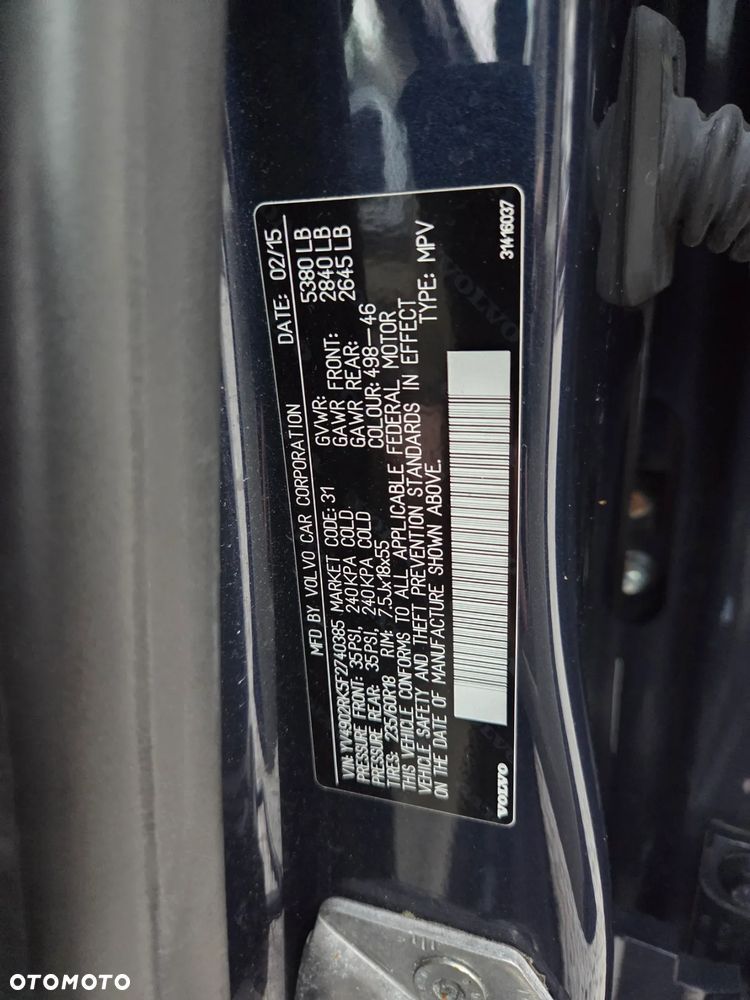 MFD BY VOLVO CAR CORPORATION DATE: 02/15
GVWR: 5380 LB
VIN: YV4902RK5F2740385 MARKET CODE: 31 GAWR FRONT: 2840 LB
PRESSURE FRONT: 35PSI, 240KPA COLD GAWR REAR: 2645 LB
PRESSURE REAR: 35PSI, 240KPA COLD COLOUR: 498-46
TIRES: 235/60R18 RIM: 7.5Jx18x55
THIS VEHICLE CONFORMS TO ALL APPLICABLE FEDERAL MOTOR
VEHICLE SAFETY AND THEFT PREVENTION STANDARDS IN EFFECT
ON THE DATE OF MANUFACTURE SHOWN ABOVE. TYPE: MPV
VOLVO 31416037
OTOMOTO